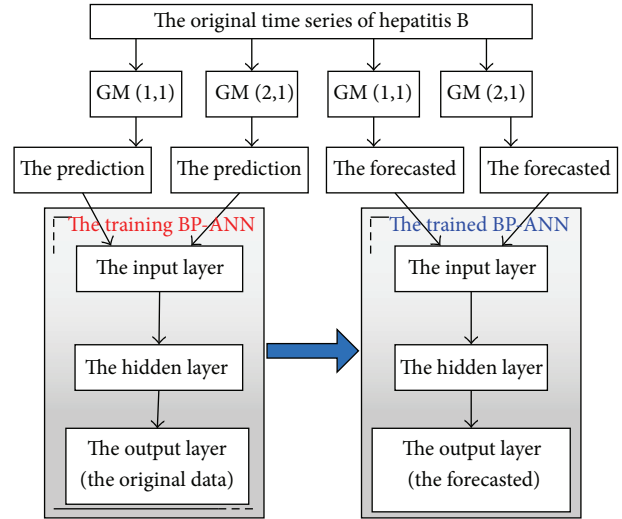 The original time series of hepatitis B
GM (1,1)
GM (2,1)
GM (1,1)
GM (2,1)
The prediction
The prediction
The forecasted
The forecasted
The training BP-ANN
The input layer
The hidden layer
The output layer
(the original data)
The trained BP-ANN
The input layer
The hidden layer
The output layer
(the forecasted)